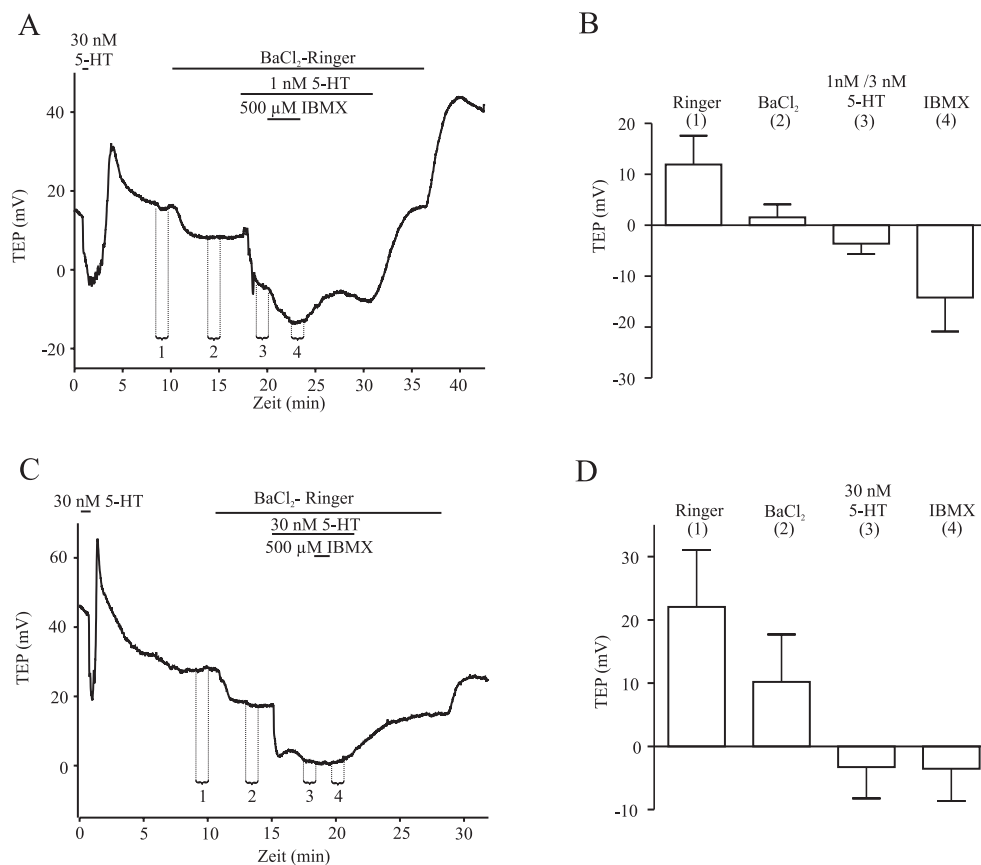 A
30 nM
5-HT
BaCl₂-Ringer
1 nM 5-HT
500 µM IBMX
TEP (mV)
40
20
0
-20
1
2
3
4
0
5
10
15
20
25
30
35
40
Zeit (min)
B
Ringer
(1)
BaCl₂
(2)
1nM /3 nM
5-HT
(3)
IBMX
(4)
TEP (mV)
20
10
0
-10
-20
-30
C
30 nM 5-HT
BaCl₂- Ringer
30 nM 5-HT
500 µM IBMX
TEP (mV)
60
40
20
0
1
2
3
4
0
5
10
15
20
25
30
Zeit (min)
D
Ringer
(1)
BaCl₂
(2)
30 nM
5-HT
(3)
IBMX
(4)
TEP (mV)
30
20
10
0
-10